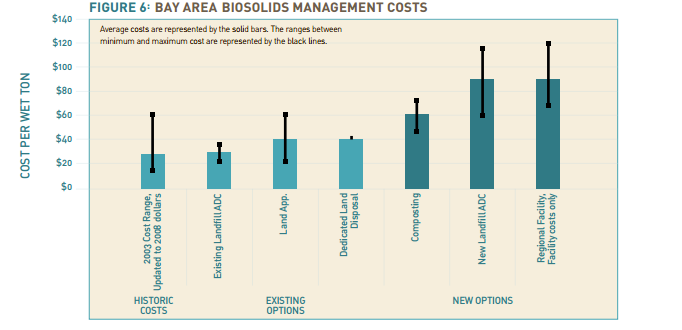 FIGURE 6: BAY AREA BIOSOLIDS MANAGEMENT COSTS
Average costs are represented by the solid bars. The ranges between
minimum and maximum cost are represented by the black lines.
COST PER WET TON
$140
$120
$100
$80
$60
$40
$20
$0
2003 Cost Range,
Updated to 2008 dollars
Existing Landfill ADC
Land App.
Dedicated Land
Disposal
Composting
New Landfill ADC
Regional Facility,
Facility costs only
HISTORIC
COSTS
EXISTING
OPTIONS
NEW OPTIONS